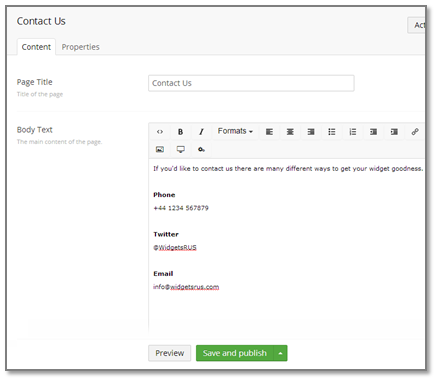 Contact Us
Act
Content Properties
Page Title
Title of the page
Contact Us
Body Text
The main content of the page
<> B I Formats
If you'd like to contact us there are many different ways to get your widget goodness.
Phone
+44 1234 567879
Twitter
@WidgetsRUS
Email
info@widgetsrus.com
Preview Save and publish